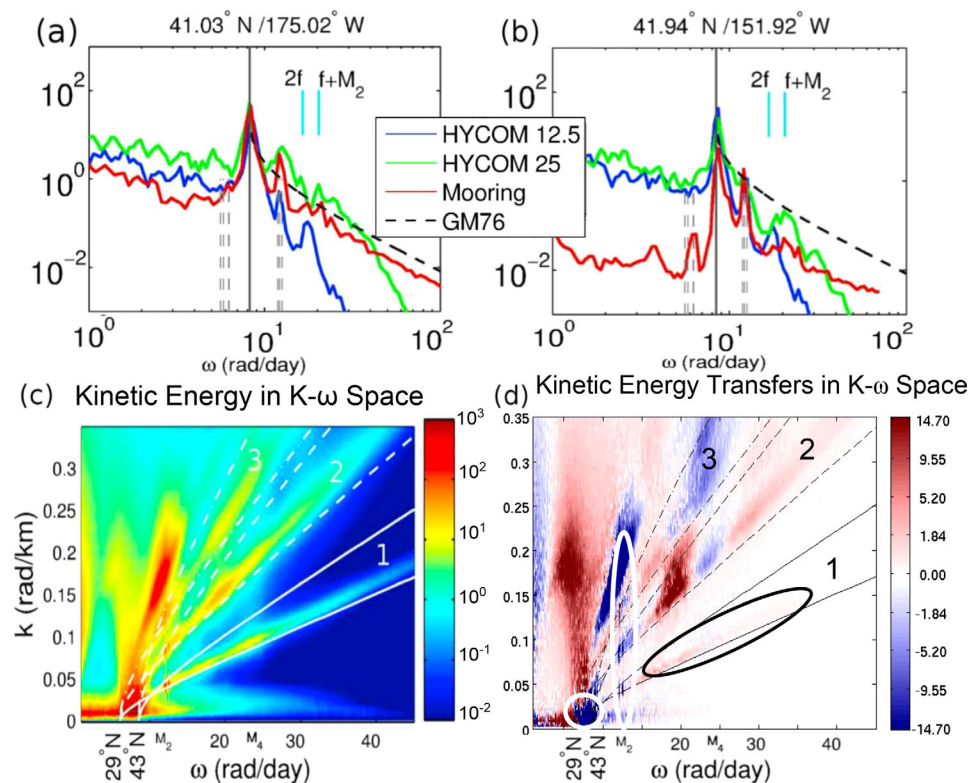 (a) 41.03° N /175.02° W
(b) 41.94° N /151.92° W
2f f+M₂
2f f+M₂
10² 10⁰ 10⁻²
10² 10⁰ 10⁻²
HYCOM 12.5
HYCOM 25
Mooring
GM76
10⁰ 10¹ 10²
10⁰ 10¹ 10²
ω (rad/day)
ω (rad/day)
(c) Kinetic Energy in K-ω Space
(d) Kinetic Energy Transfers in K-ω Space
k (rad/km)
0.3
0.25
0.2
0.15
0.1
0.05
0
3
2
1
10³
10²
10¹
10⁰
10⁻¹
10⁻²
29°N 43°N M₂ 20 M₄ 30 40
ω (rad/day)
0.35
0.30
0.25
0.20
0.15
0.10
0.05
0
3
2
1
14.70
9.55
5.20
1.84
0.00
-1.84
-5.20
-9.55
-14.70
29°N 43°N M₂ 20 M₄ 30 40
ω (rad/day)